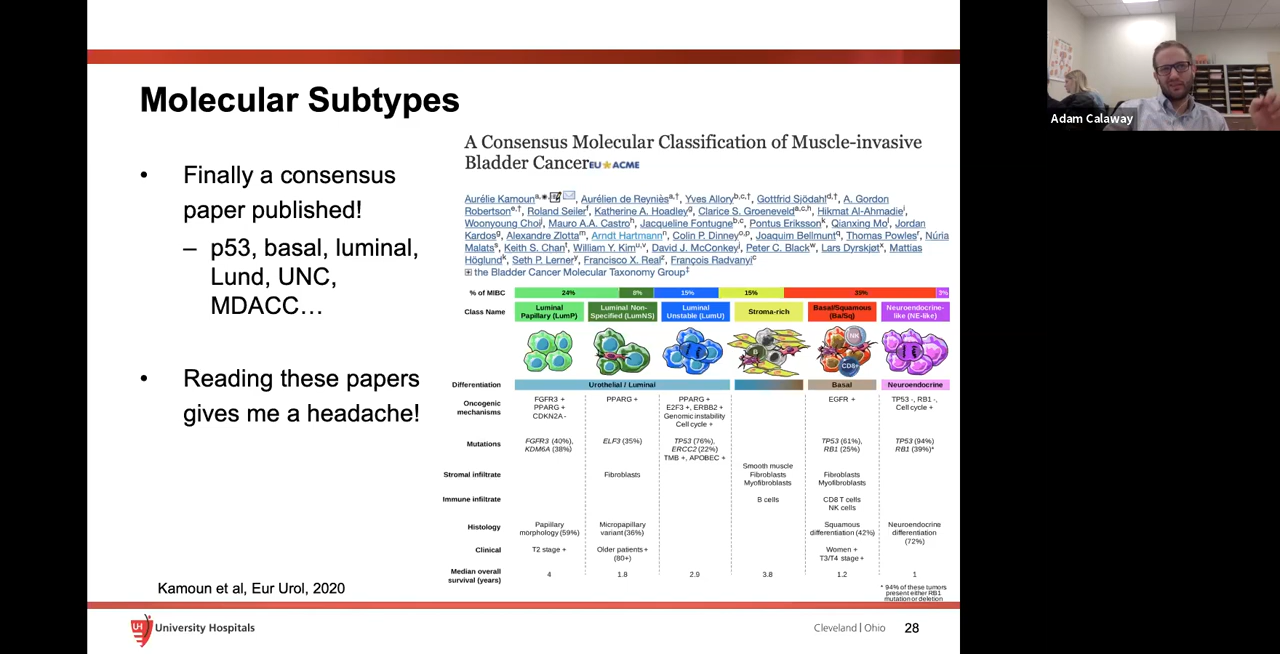 Molecular Subtypes
• Finally a consensus
paper published!
– p53, basal, luminal,
Lund, UNC,
MDACC…
• Reading these papers
gives me a headache!
Kamoun et al, Eur Urol, 2020
A Consensus Molecular Classification of Muscle-invasive
Bladder Cancer EU ACME
Aurélie Kamoun a,*, Aurélien de Reyniès a,†, Yves Allory b,c,†, Gottfrid Sjödahl d,†, A. Gordon
Robertson e,†, Roland Seiler f, Katherine A. Hoadley g, Clarice S. Groeneveld a,c,h, Hikmat Al-Ahmadie i,
Woonyoung Choi j, Mauro A.A. Castro h, Jacqueline Fontugne b,c, Pontus Eriksson k, Qianxing Mo l, Jordan
Kardos g, Alexandre Zlotta m, Arndt Hartmann n, Colin P. Dinney o,p, Joaquim Bellmunt q, Thomas Powles r, Núria
Malats s, Keith S. Chan t, William Y. Kim u,v, David J. McConkey j, Peter C. Black w, Lars Dyrskjøt x, Mattias
Höglund k, Seth P. Lerner y, Francisco X. Real z, François Radvanyi c
the Bladder Cancer Molecular Taxonomy Group ‡
% of MIBC 24% 8% 15% 15% 35% 3%
Class Name Luminal Papillary (LumP) Luminal Non-Specified (LumNS) Luminal Unstable (LumU) Stroma-rich Basal/Squamous (Ba/Sq) Neuroendocrine-like (NE-like)
B NK CD8+
Differentiation Urothelial / Luminal Basal Neuroendocrine
Oncogenic mechanisms FGFR3 + PPARG + CDKN2A - PPARG + PPARG + E2F3 +, ERBB2 + Genomic instability Cell cycle + EGFR + TP53 -, RB1 -, Cell cycle +
Mutations FGFR3 (40%), KDM6A (38%) ELF3 (35%) TP53 (76%), ERCC2 (22%) TMB +, APOBEC + TP53 (61%), RB1 (25%) TP53 (94%) RB1 (39%)*
Stromal infiltrate Fibroblasts Smooth muscle Fibroblasts Myofibroblasts Fibroblasts Myofibroblasts
Immune infiltrate B cells CD8 T cells NK cells
Histology Papillary morphology (59%) Micropapillary variant (36%) Squamous differentiation (42%) Neuroendocrine differentiation (72%)
Clinical T2 stage + Older patients + (80+) Women + T3/T4 stage +
Median overall survival (years) 4 1.8 2.9 3.8 1.2 1
* 94% of these tumors
present either RB1
mutation or deletion
UH University Hospitals
Cleveland | Ohio 28
Adam Calaway